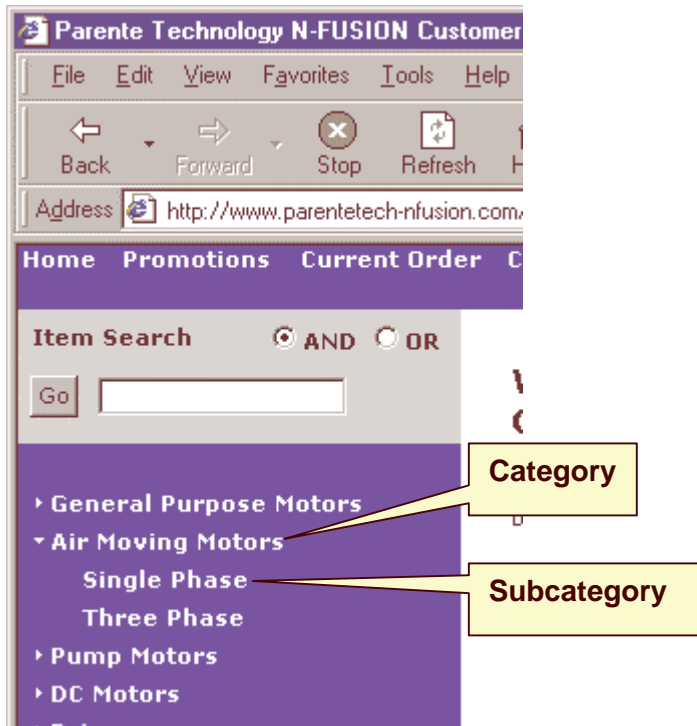 Parente Technology N-FUSION Customer
File Edit View Favorites Tools Help
Back Forward Stop Refresh
Address http://www.parentetech-nfusion.com/
Home Promotions Current Order
Item Search AND OR
Go
Category
General Purpose Motors
Air Moving Motors
Single Phase
Subcategory
Three Phase
Pump Motors
DC Motors